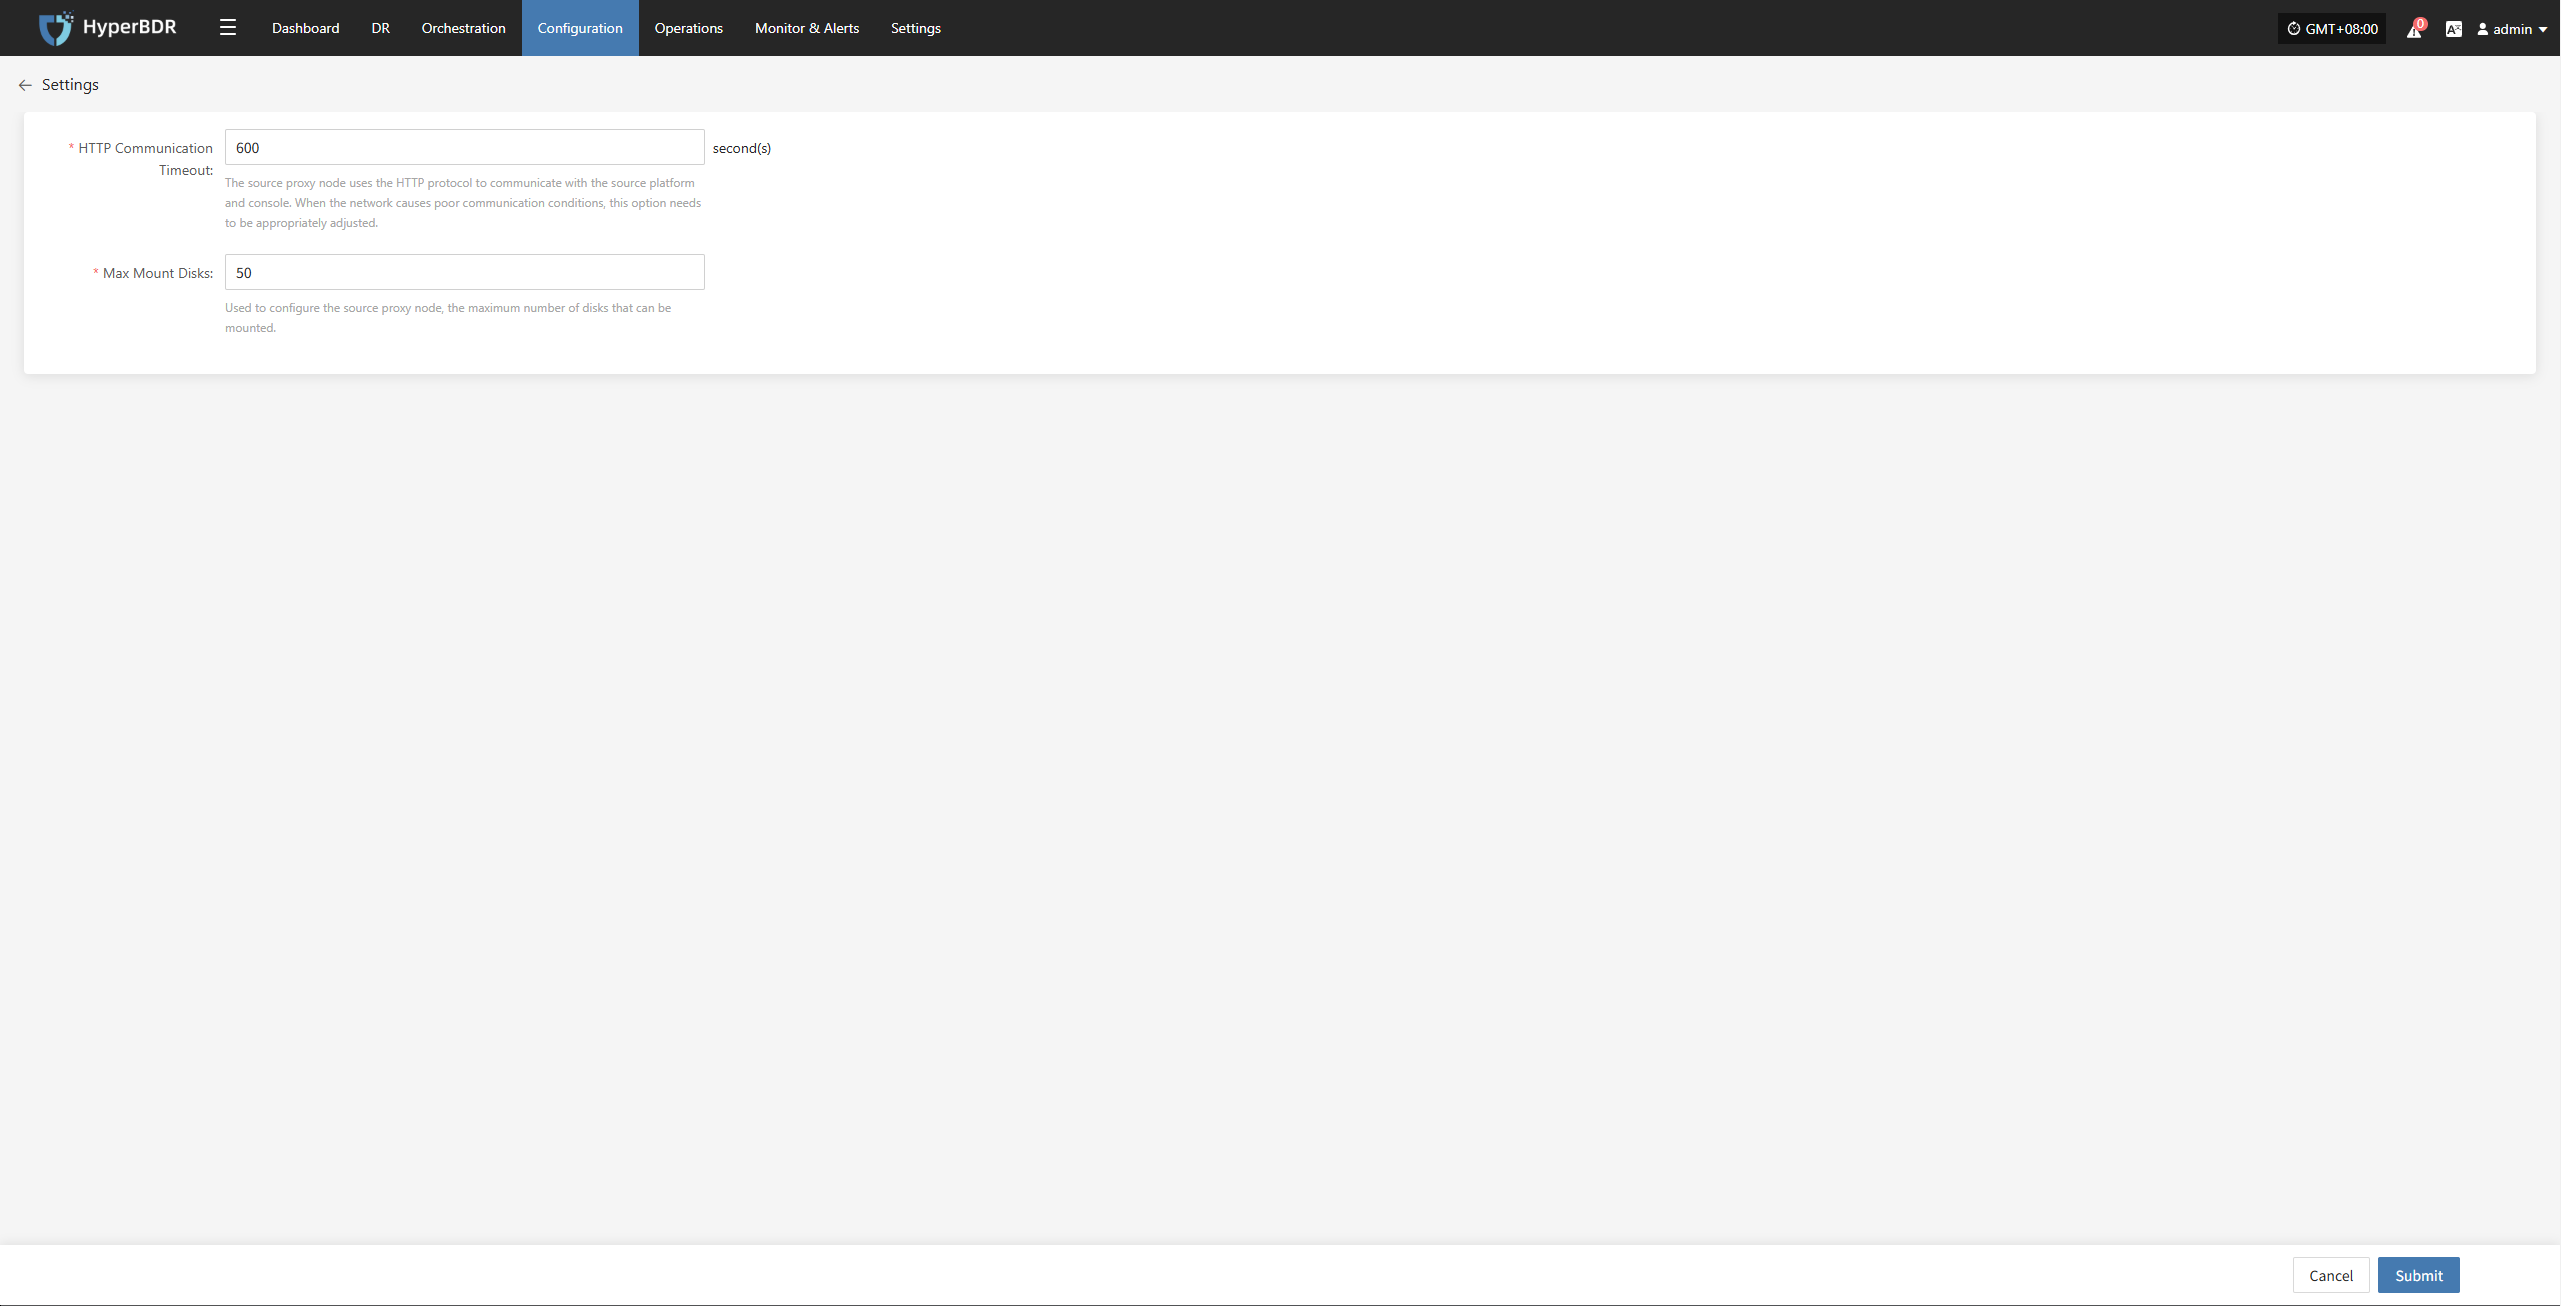 HyperBDR
Dashboard DR Orchestration Configuration Operations Monitor & Alerts Settings
GMT+08:00 0 admin
Settings
* HTTP Communication Timeout: 600 second(s)
The source proxy node uses the HTTP protocol to communicate with the source platform
and console. When the network causes poor communication conditions, this option needs
to be appropriately adjusted.
* Max Mount Disks: 50
Used to configure the source proxy node, the maximum number of disks that can be
mounted.
Cancel Submit